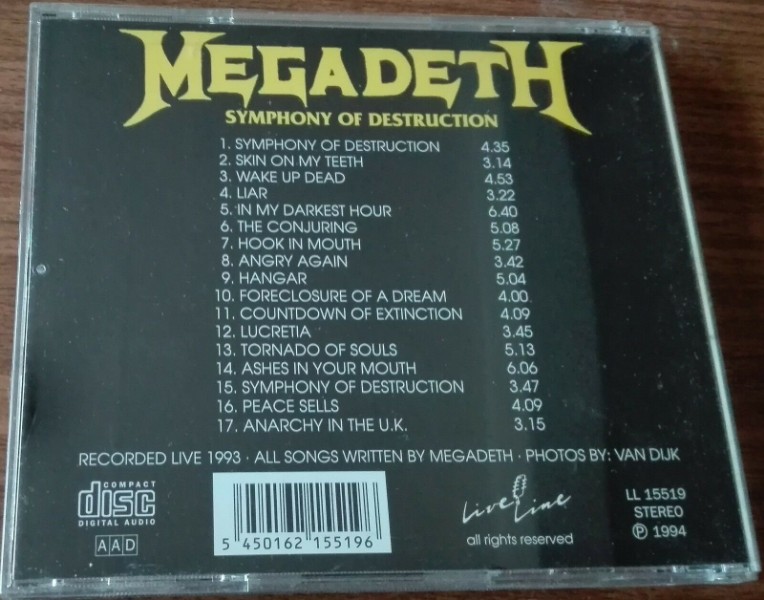 MEGADETH
SYMPHONY OF DESTRUCTION
1. SYMPHONY OF DESTRUCTION 4.35
2. SKIN ON MY TEETH 3.14
3. WAKE UP DEAD 4.53
4. LIAR 3.22
5. IN MY DARKEST HOUR 6.40
6. THE CONJURING 5.08
7. HOOK IN MOUTH 5.27
8. ANGRY AGAIN 3.42
9. HANGAR 5.04
10. FORECLOSURE OF A DREAM 4.00
11. COUNTDOWN OF EXTINCTION 4.09
12. LUCRETIA 3.45
13. TORNADO OF SOULS 5.13
14. ASHES IN YOUR MOUTH 6.06
15. SYMPHONY OF DESTRUCTION 3.47
16. PEACE SELLS 4.09
17. ANARCHY IN THE U.K. 3.15
RECORDED LIVE 1993 · ALL SONGS WRITTEN BY MEGADETH · PHOTOS BY: VAN DIJK
COMPACT
disc
DIGITAL AUDIO
AAD
5 450162 155196
Live Line
all rights reserved
LL 15519
STEREO
Ⓟ 1994